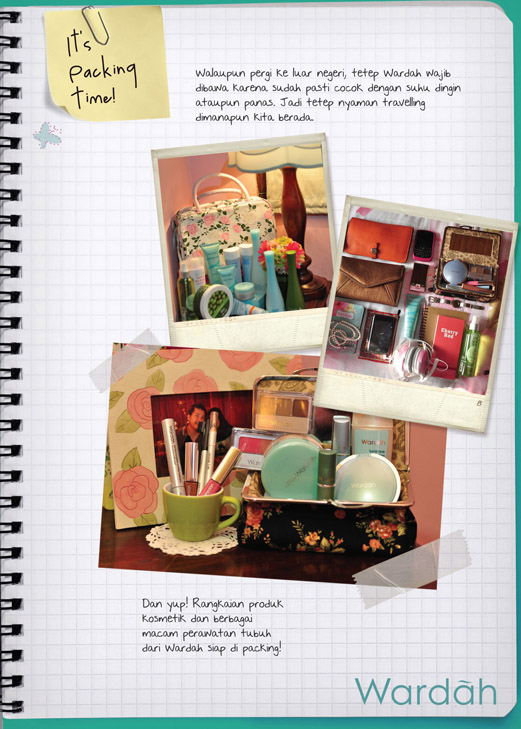 It's
Packing
Time!
Walaupun pergi ke luar negeri, tetep Wardah wajib
dibawa karena sudah pasti cocok dengan suhu dingin
ataupun panas. Jadi tetep nyaman travelling
dimanapun kita berada.
Ebony
Red
Wardah
Wardah
Dan yup! Rangkaian produk
kosmetik dan berbagai
macam perawatan tubuh
dari Wardah siap di packing!
Wardāh